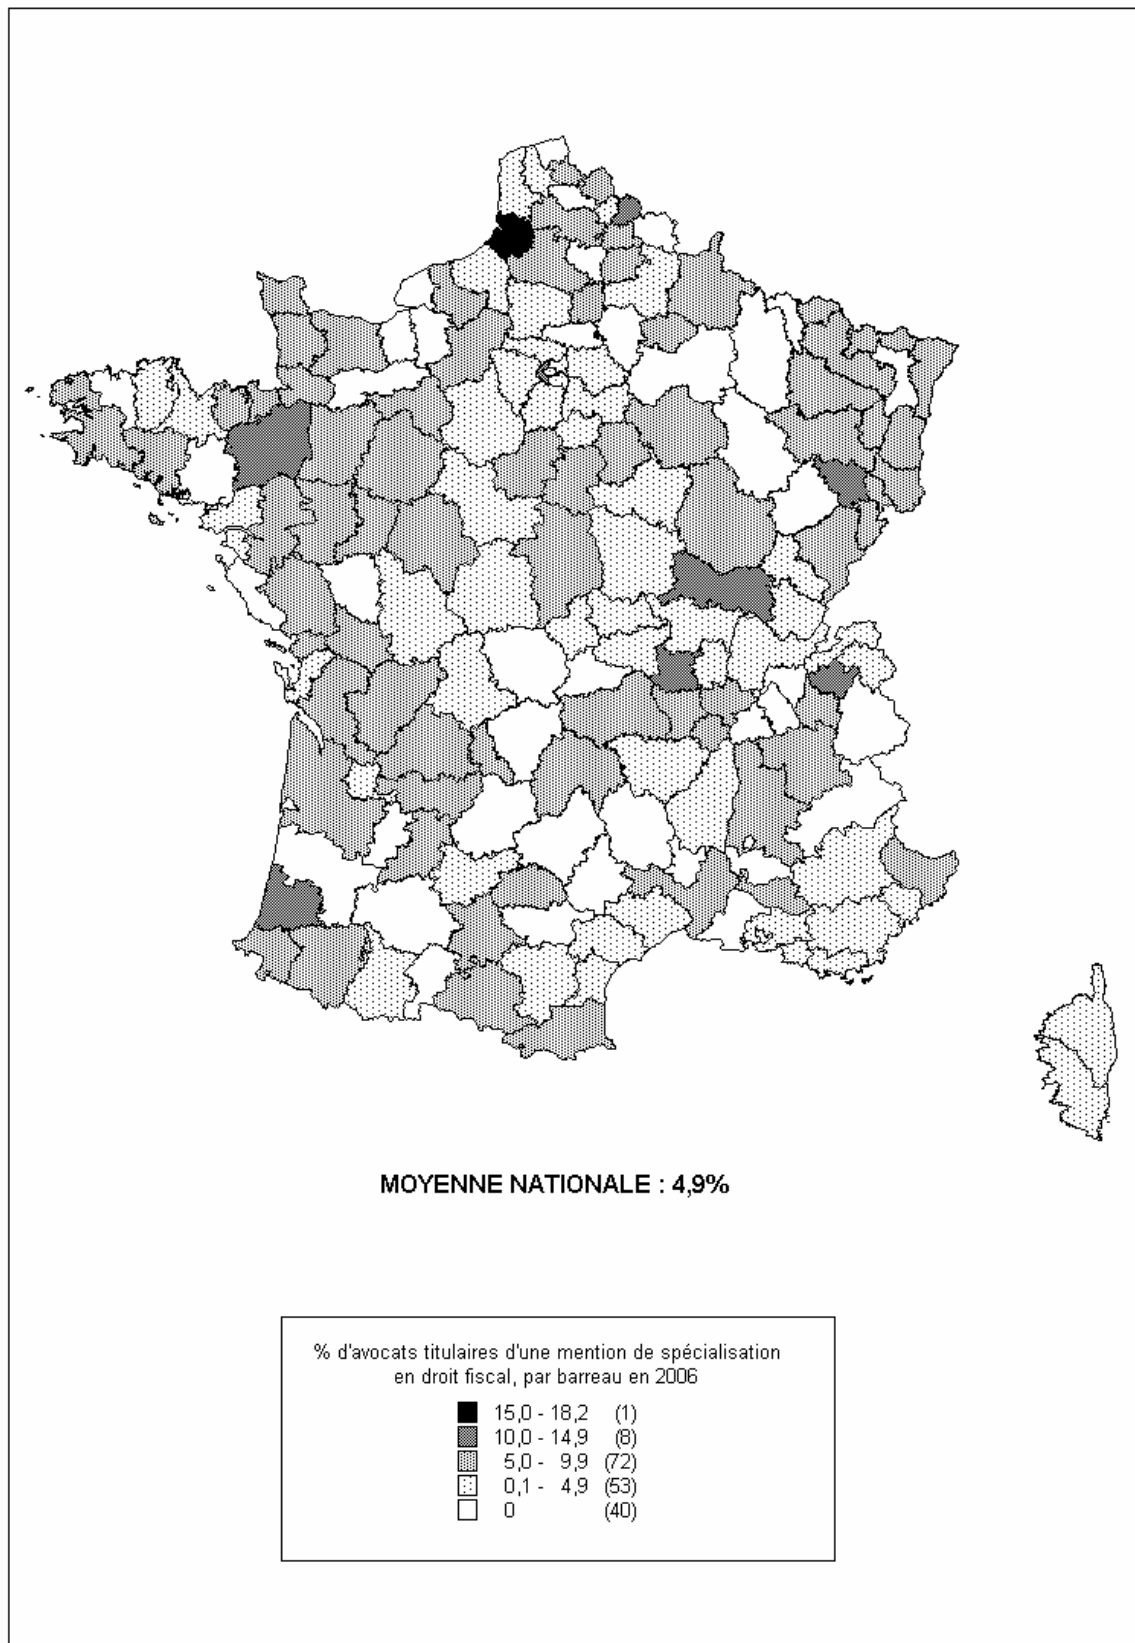 MOYENNE NATIONALE : 4,9%
% d'avocats titulaires d'une mention de spécialisation
en droit fiscal, par barreau en 2006
15,0 - 18,2 (1)
10,0 - 14,9 (8)
5,0 - 9,9 (72)
0,1 - 4,9 (53)
0 (40)